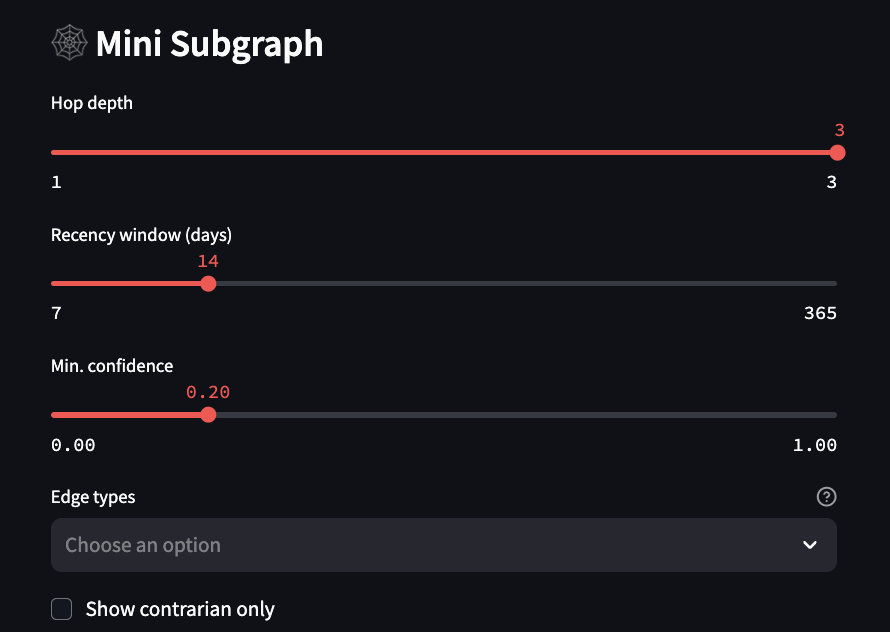 Mini Subgraph
Hop depth
3
1 3
Recency window (days)
14
7 365
Min. confidence
0.20
0.00 1.00
Edge types
Choose an option
Show contrarian only